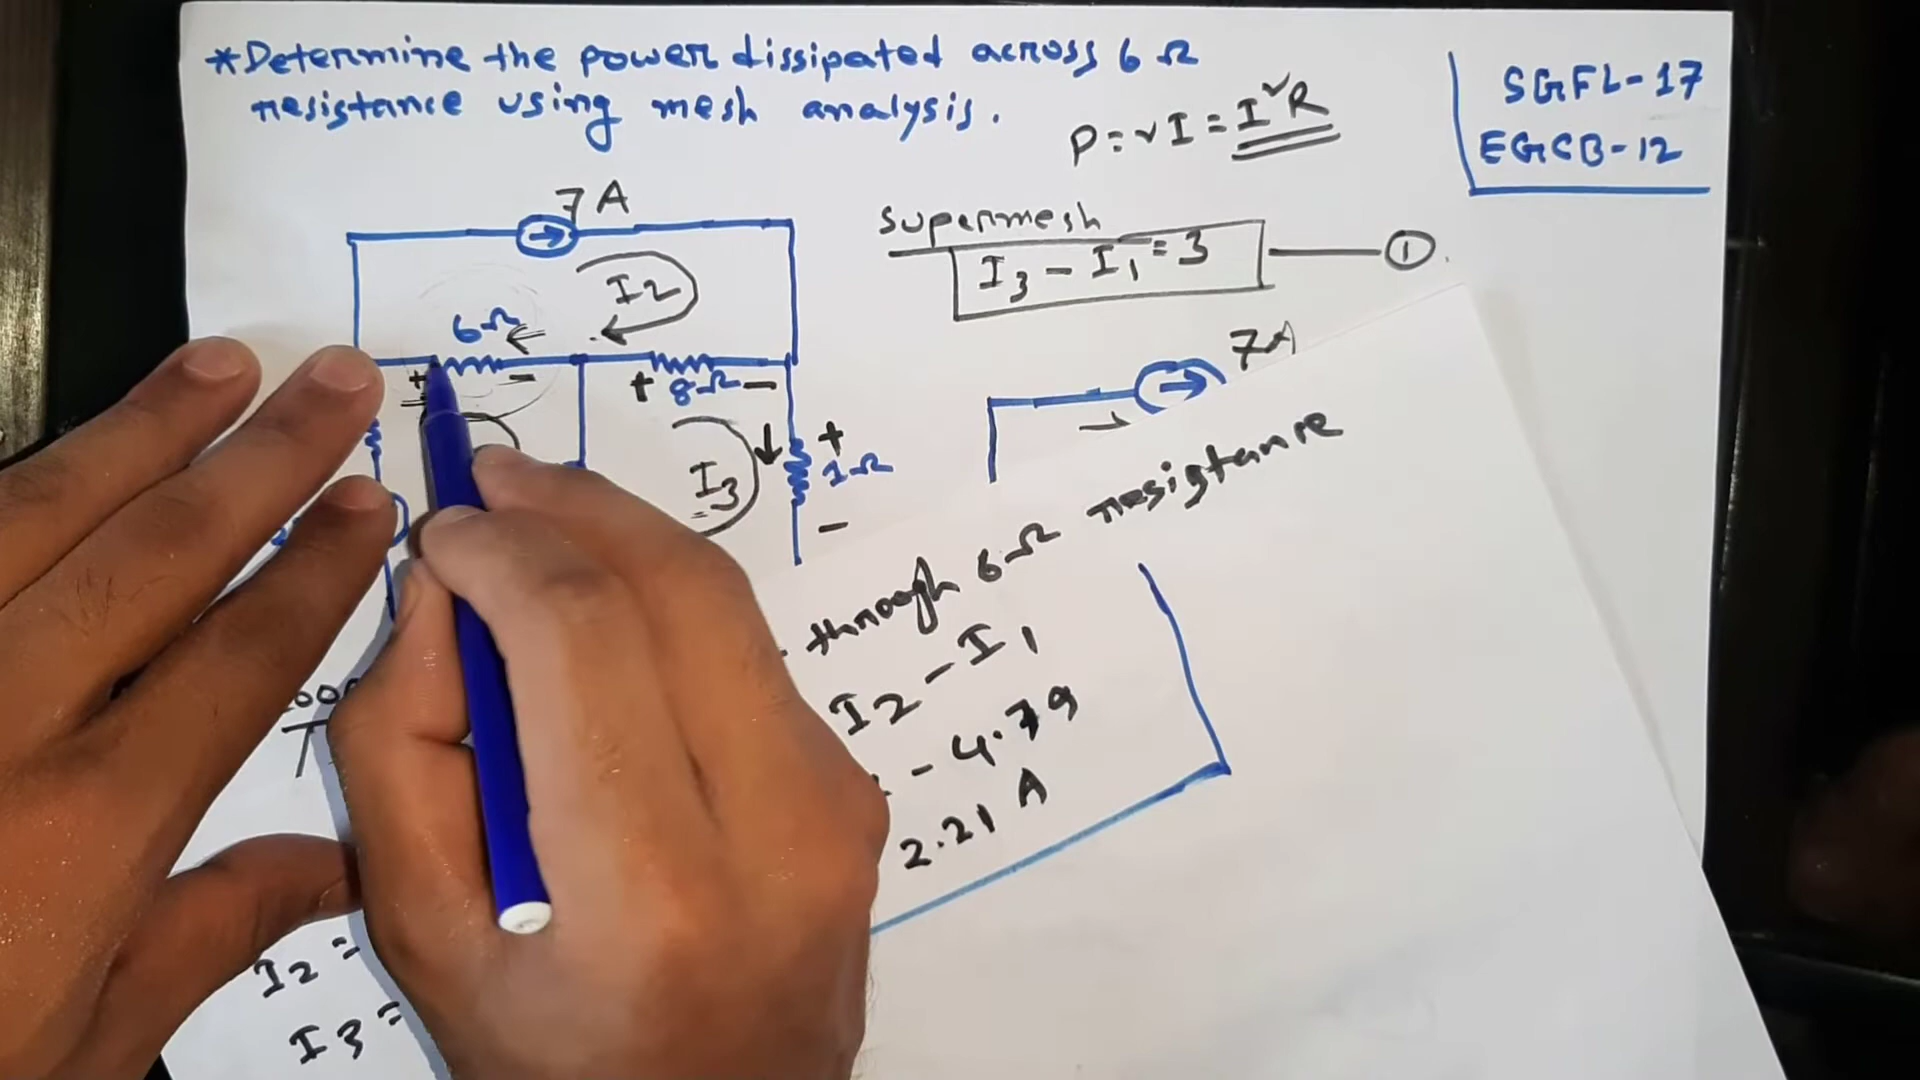 *Determine the power dissipated across 6 Ω
resistance using mesh analysis.
P = VI = I²R
SGFL-17
EGCB-12
7A
I2
6Ω
+ -
+ 8Ω -
I3
+
1Ω
-
supermesh
I3 - I1 = 3
1
7A
through 6Ω resistance
I2 - I1
- 4.79
2.21 A
I2 =
I3 =